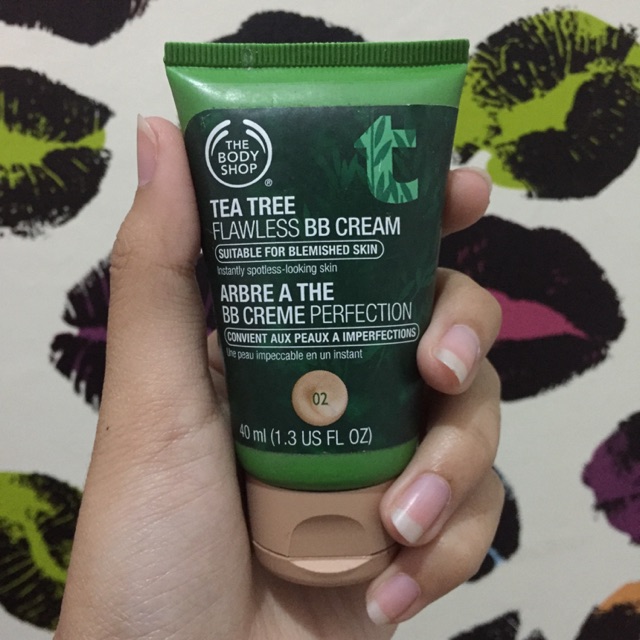 THE
BODY
SHOP
®
t
TEA TREE
FLAWLESS BB CREAM
SUITABLE FOR BLEMISHED SKIN
Instantly spotless-looking skin
ARBRE A THE
BB CREME PERFECTION
CONVIENT AUX PEAUX A IMPERFECTIONS
Une peau impeccable en un instant
02
40 ml (1.3 US FL OZ)